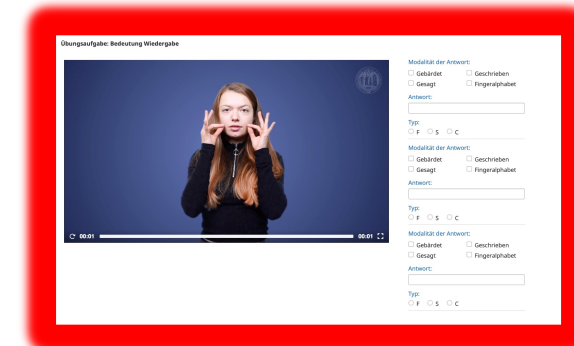 Übungsaufgabe: Bedeutung Wiedergabe
00:01
00:01
Modalität der Antwort:
Gebärdet Geschrieben
Gesagt Fingeralphabet
Antwort:
Typ:
F S C
Modalität der Antwort:
Gebärdet Geschrieben
Gesagt Fingeralphabet
Antwort:
Typ:
F S C
Modalität der Antwort:
Gebärdet Geschrieben
Gesagt Fingeralphabet
Antwort:
Typ:
F S C